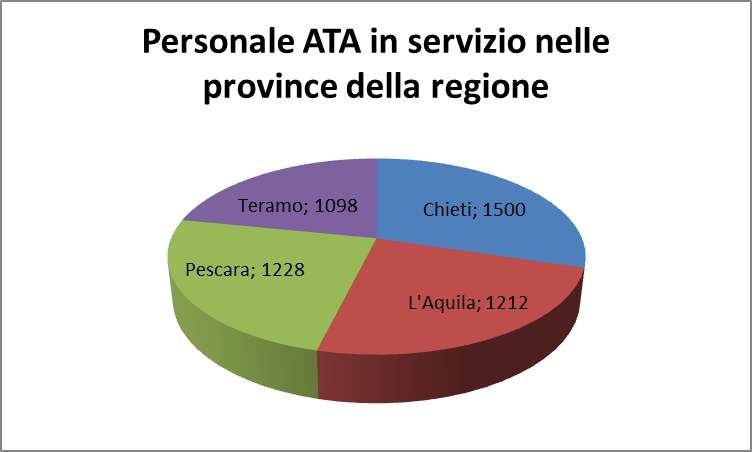 Personale ATA in servizio nelle
province della regione
Teramo; 1098
Chieti; 1500
Pescara; 1228
L'Aquila; 1212